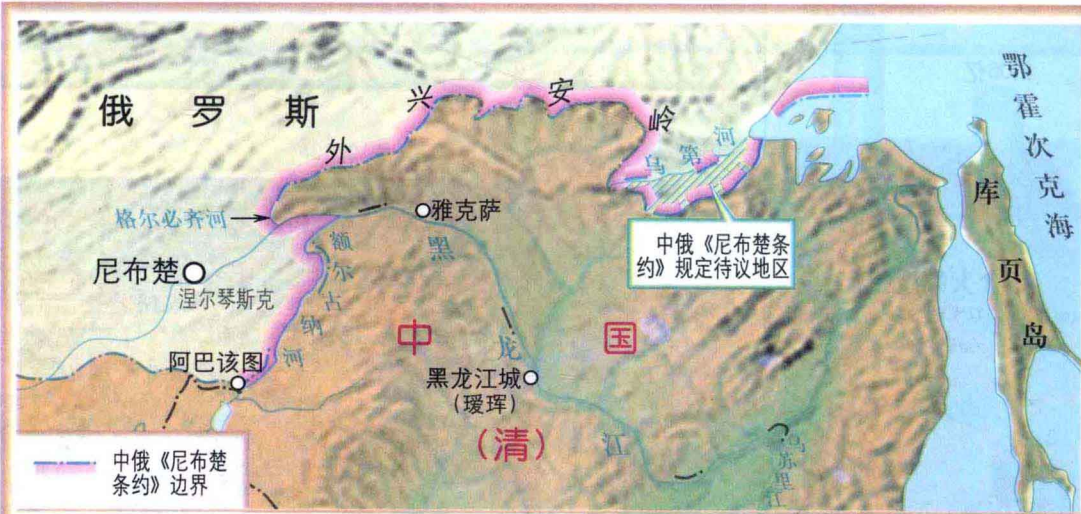 俄罗斯
外兴安岭
鄂霍次克海
乌第河
库页岛
格尔必齐河
雅克萨
中俄《尼布楚条
约》规定待议地区
尼布楚
涅尔琴斯克
额尔古纳河
黑龙江
中国
(清)
阿巴该图
黑龙江城
(瑷珲)
乌苏里江
中俄《尼布楚
条约》边界